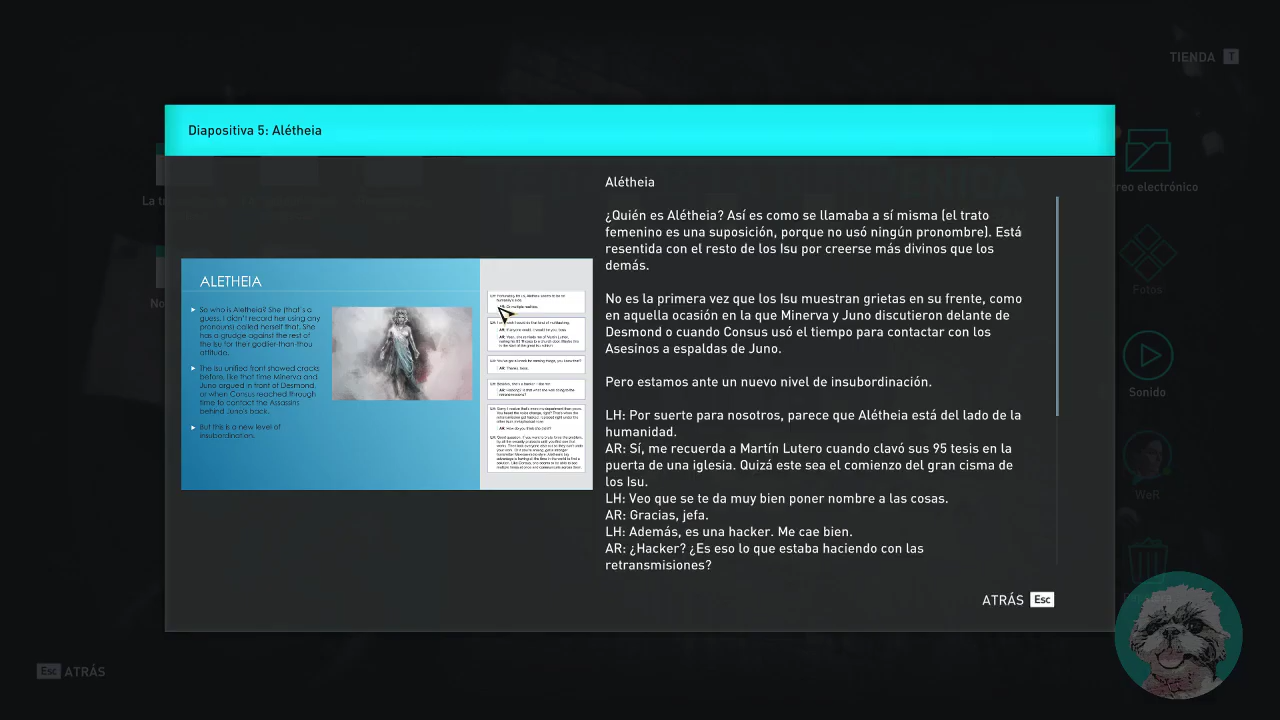 TIENDA T
Diapositiva 5: Alétheia
Alétheia
¿Quién es Alétheia? Así es como se llamaba a sí misma (el trato
femenino es una suposición, porque no usó ningún pronombre). Está
resentida con el resto de los Isu por creerse más divinos que los
demás.
No es la primera vez que los Isu muestran grietas en su frente, como
en aquella ocasión en la que Minerva y Juno discutieron delante de
Desmond o cuando Consus uso el tiempo para contactar con los
Asesinos a espaldas de Juno.
Pero estamos ante un nuevo nivel de insubordinación.
LH: Por suerte para nosotros, parece que Alétheia está del lado de la
humanidad.
AR: Sí, me recuerda a Martín Lutero cuando clavó sus 95 tesis en la
puerta de una iglesia. Quizá este sea el comienzo del gran cisma de
los Isu.
LH: Veo que se te da muy bien poner nombre a las cosas.
AR: Gracias, jefa.
LH: Además, es una hacker. Me cae bien.
AR: ¿Hacker? ¿Es eso lo que estaba haciendo con las
retransmisiones?
ALETHEIA
So who is Aletheia? She (that's a
guess, I didn't record her using any
pronouns) called herself that. She
has a grudge against the rest of
the Isu for their godlier-than-thou
attitude.
The Isu unified front showed cracks
before, like that time Minerva and
Juno argued in front of Desmond,
or when Consus reached through
time to contact the Assassins
behind Juno's back.
But this is a new level of
insubordination.
correo electrónico
Fotos
Sonido
WeR
ATRÁS Esc
Esc ATRÁS